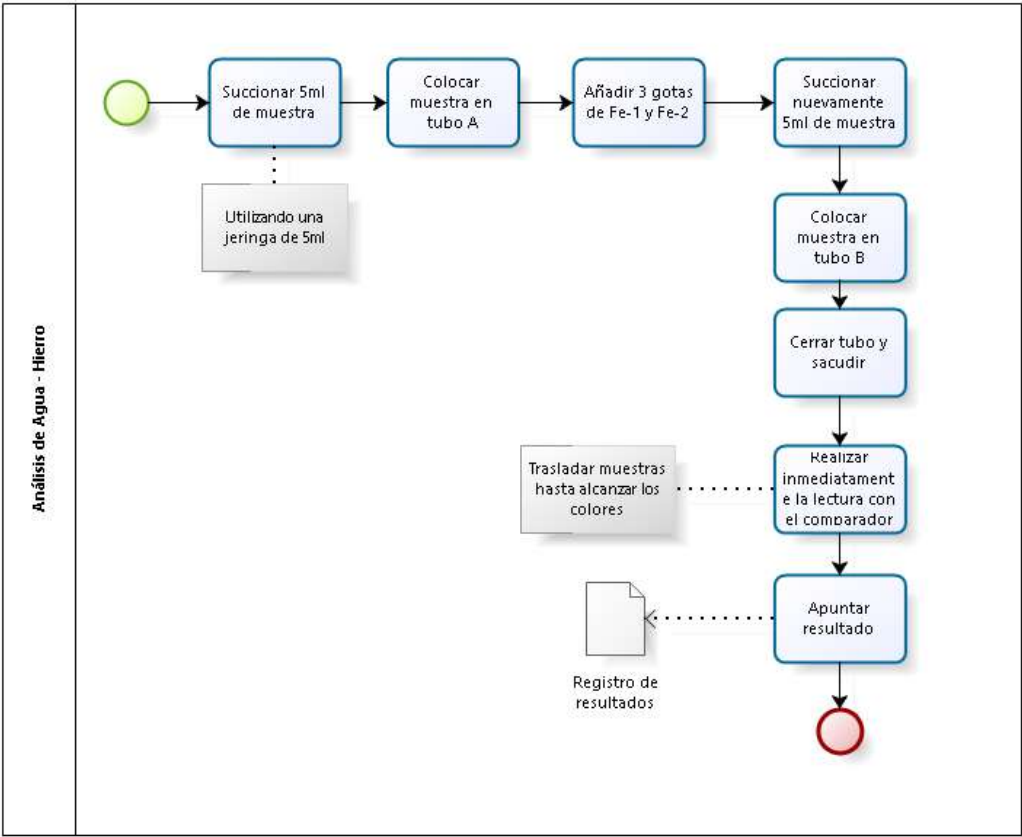 Análisis de Agua - Hierro
Succionar 5ml
de muestra
Colocar
muestra en
tubo A
Añadir 3 gotas
de Fe-1 y Fe-2
Succionar
nuevamente
5ml de muestra
Utilizando una
jeringa de 5ml
Colocar
muestra en
tubo B
Cerrar tubo y
sacudir
Realizar
inmediatament
e la lectura con
el comparador
Trasladar muestras
hasta alcanzar los
colores
Apuntar
resultado
Registro de
resultados